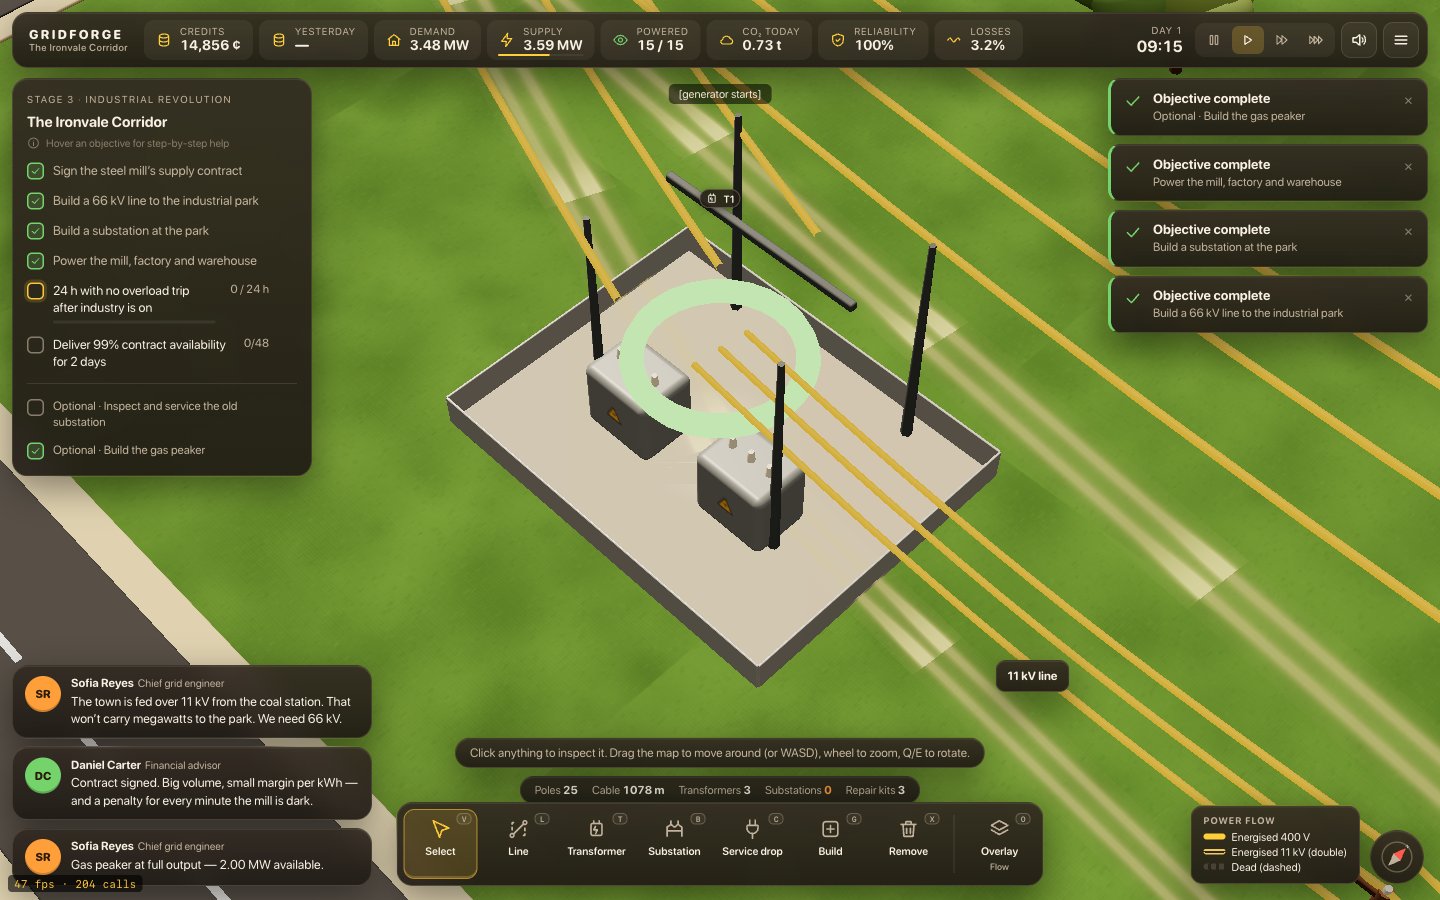 GRIDFORGE
The Ironvale Corridor
CREDITS
14,856 ¢
YESTERDAY
—
DEMAND
3.48 MW
SUPPLY
3.59 MW
POWERED
15 / 15
CO₂ TODAY
0.73 t
RELIABILITY
100%
LOSSES
3.2%
DAY 1
09:15
STAGE 3 · INDUSTRIAL REVOLUTION
The Ironvale Corridor
Hover an objective for step-by-step help
Sign the steel mill's supply contract
Build a 66 kV line to the industrial park
Build a substation at the park
Power the mill, factory and warehouse
24 h with no overload trip 0 / 24 h
after industry is on
Deliver 99% contract availability 0/48
for 2 days
Optional · Inspect and service the old
substation
Optional · Build the gas peaker
[generator starts]
T1
Objective complete
Optional · Build the gas peaker
Objective complete
Power the mill, factory and warehouse
Objective complete
Build a substation at the park
Objective complete
Build a 66 kV line to the industrial park
11 kV line
SR
Sofia Reyes Chief grid engineer
The town is fed over 11 kV from the coal station. That
won't carry megawatts to the park. We need 66 kV.
DC
Daniel Carter Financial advisor
Contract signed. Big volume, small margin per kWh —
and a penalty for every minute the mill is dark.
SR
Sofia Reyes Chief grid engineer
Gas peaker at full output — 2.00 MW available.
47 fps · 204 calls
Click anything to inspect it. Drag the map to move around (or WASD), wheel to zoom, Q/E to rotate.
Poles 25 Cable 1078 m Transformers 3 Substations 0 Repair kits 3
V
Select
L
Line
T
Transformer
B
Substation
C
Service drop
G
Build
X
Remove
O
Overlay
Flow
POWER FLOW
Energised 400 V
Energised 11 kV (double)
Dead (dashed)